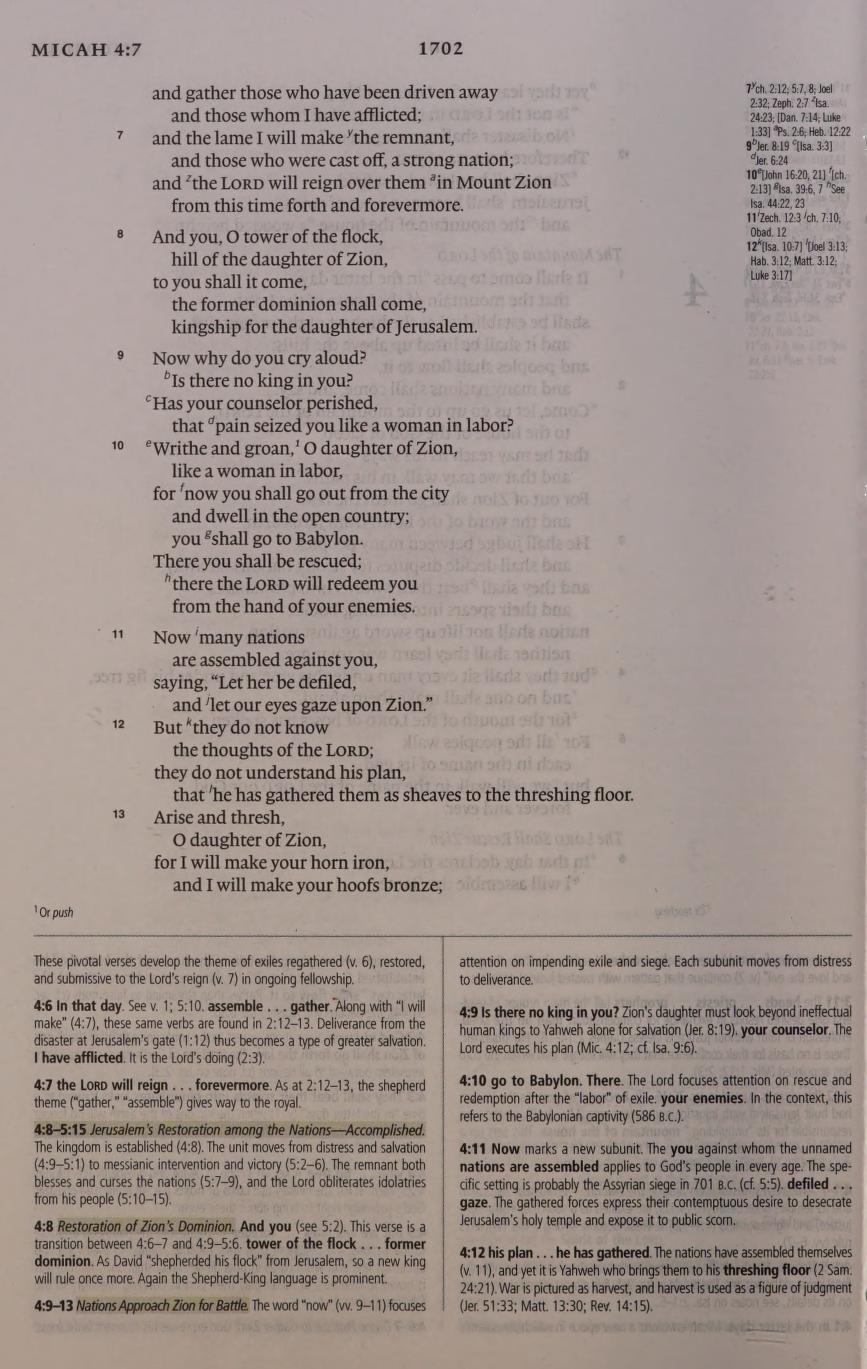 MICAH 4:7
1702
and gather those who have been driven away
and those whom I have afflicted;
7 and the lame I will make ʸthe remnant,
and those who were cast off, a strong nation;
and ᶻthe LORD will reign over them ᵃin Mount Zion
from this time forth and forevermore.
8 And you, O tower of the flock,
hill of the daughter of Zion,
to you shall it come,
the former dominion shall come,
kingship for the daughter of Jerusalem.
9 Now why do you cry aloud?
ᵇIs there no king in you?
ᶜHas your counselor perished,
that ᵈpain seized you like a woman in labor?
10 ᵉWrithe and groan,¹ O daughter of Zion,
like a woman in labor,
for ᶠnow you shall go out from the city
and dwell in the open country;
you ᵍshall go to Babylon.
There you shall be rescued;
ʰthere the LORD will redeem you
from the hand of your enemies.
11 Now ⁱmany nations
are assembled against you,
saying, “Let her be defiled,
and ʲlet our eyes gaze upon Zion.”
12 But ᵏthey do not know
the thoughts of the LORD;
they do not understand his plan,
that ˡhe has gathered them as sheaves to the threshing floor.
13 Arise and thresh,
O daughter of Zion,
for I will make your horn iron,
and I will make your hoofs bronze;
7ʸch. 2:12; 5:7, 8; Joel
2:32; Zeph. 2:7 ᶻIsa.
24:23; [Dan. 7:14; Luke
1:33] ᵃPs. 2:6; Heb. 12:22
9ᵇJer. 8:19 ᶜ[Isa. 3:3]
ᵈJer. 6:24
10ᵉ[John 16:20, 21] ᶠ[ch.
2:13] ᵍIsa. 39:6, 7 ʰSee
Isa. 44:22, 23
11ⁱZech. 12:3 ʲch. 7:10;
Obad. 12
12ᵏ[Isa. 10:7] ˡ[Joel 3:13;
Hab. 3:12; Matt. 3:12;
Luke 3:17]
¹ Or push
These pivotal verses develop the theme of exiles regathered (v. 6), restored,
and submissive to the Lord’s reign (v. 7) in ongoing fellowship.
4:6 In that day. See v. 1; 5:10. assemble . . . gather. Along with “I will
make” (4:7), these same verbs are found in 2:12–13. Deliverance from the
disaster at Jerusalem’s gate (1:12) thus becomes a type of greater salvation.
I have afflicted. It is the Lord’s doing (2:3).
4:7 the LORD will reign . . . forevermore. As at 2:12–13, the shepherd
theme (“gather,” “assemble”) gives way to the royal.
4:8–5:15 Jerusalem’s Restoration among the Nations—Accomplished.
The kingdom is established (4:8). The unit moves from distress and salvation
(4:9–5:1) to messianic intervention and victory (5:2–6). The remnant both
blesses and curses the nations (5:7–9), and the Lord obliterates idolatries
from his people (5:10–15).
4:8 Restoration of Zion’s Dominion. And you (see 5:2). This verse is a
transition between 4:6–7 and 4:9–5:6. tower of the flock . . . former
dominion. As David “shepherded his flock” from Jerusalem, so a new king
will rule once more. Again the Shepherd-King language is prominent.
4:9–13 Nations Approach Zion for Battle. The word “now” (vv. 9–11) focuses
attention on impending exile and siege. Each subunit moves from distress
to deliverance.
4:9 Is there no king in you? Zion’s daughter must look beyond ineffectual
human kings to Yahweh alone for salvation (Jer. 8:19). your counselor. The
Lord executes his plan (Mic. 4:12; cf. Isa. 9:6).
4:10 go to Babylon. There. The Lord focuses attention on rescue and
redemption after the “labor” of exile. your enemies. In the context, this
refers to the Babylonian captivity (586 B.C.).
4:11 Now marks a new subunit. The you against whom the unnamed
nations are assembled applies to God’s people in every age. The spe-
cific setting is probably the Assyrian siege in 701 B.C. (cf. 5:5). defiled . . .
gaze. The gathered forces express their contemptuous desire to desecrate
Jerusalem’s holy temple and expose it to public scorn.
4:12 his plan . . . he has gathered. The nations have assembled themselves
(v. 11), and yet it is Yahweh who brings them to his threshing floor (2 Sam.
24:21). War is pictured as harvest, and harvest is used as a figure of judgment
(Jer. 51:33; Matt. 13:30; Rev. 14:15).